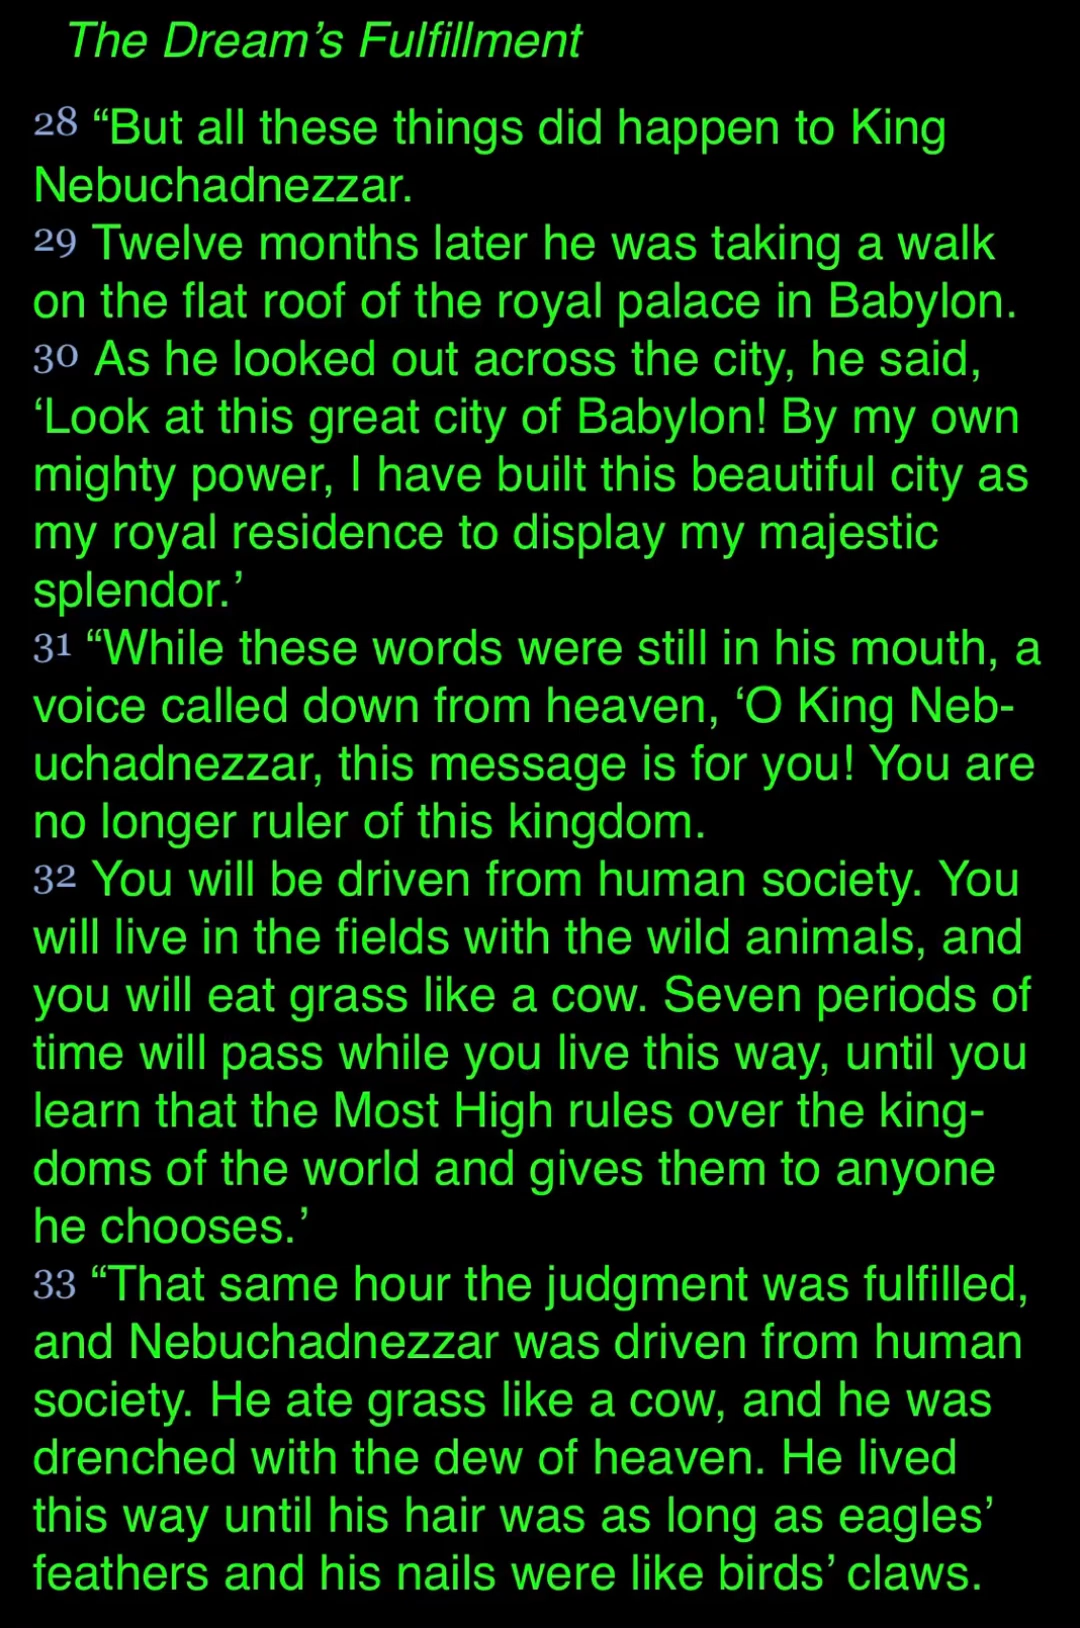 The Dream’s Fulfillment
28 “But all these things did happen to King
Nebuchadnezzar.
29 Twelve months later he was taking a walk
on the flat roof of the royal palace in Babylon.
30 As he looked out across the city, he said,
‘Look at this great city of Babylon! By my own
mighty power, I have built this beautiful city as
my royal residence to display my majestic
splendor.’
31 “While these words were still in his mouth, a
voice called down from heaven, ‘O King Neb-
uchadnezzar, this message is for you! You are
no longer ruler of this kingdom.
32 You will be driven from human society. You
will live in the fields with the wild animals, and
you will eat grass like a cow. Seven periods of
time will pass while you live this way, until you
learn that the Most High rules over the king-
doms of the world and gives them to anyone
he chooses.’
33 “That same hour the judgment was fulfilled,
and Nebuchadnezzar was driven from human
society. He ate grass like a cow, and he was
drenched with the dew of heaven. He lived
this way until his hair was as long as eagles’
feathers and his nails were like birds’ claws.